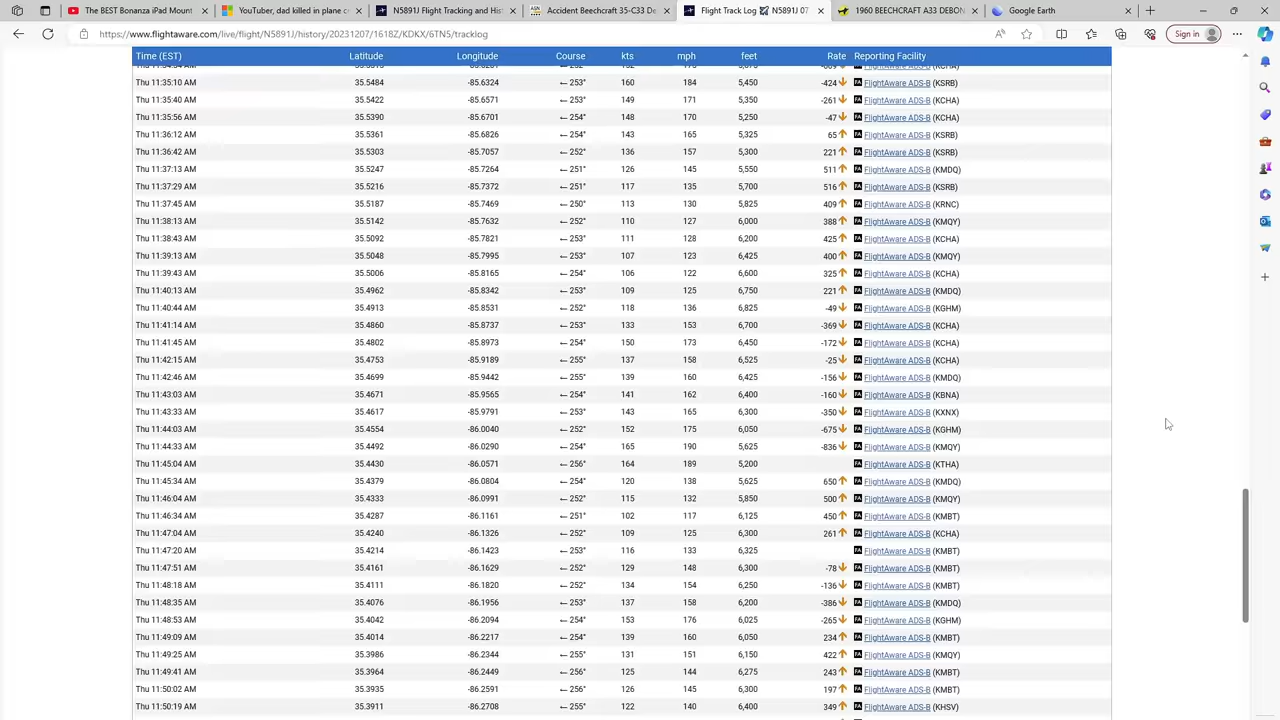 The BEST Bonanza iPad Mount
YouTuber, dad killed in plane c
N5891J Flight Tracking and His
Accident Beechcraft 35-C33 De
Flight Track Log N5891J 07
1960 BEECHCRAFT A33 DEBON
Google Earth
https://www.flightaware.com/live/flight/N5891J/history/20231207/1618Z/KDKX/6TN5/tracklog
Sign in
Time (EST) Latitude Longitude Course kts mph feet Rate Reporting Facility
Thu 11:35:10 AM 35.5484 -85.6324 ← 253° 160 184 5,450 -424 ↓ FlightAware ADS-B (KSRB)
Thu 11:35:40 AM 35.5422 -85.6571 ← 253° 149 171 5,350 -261 ↓ FlightAware ADS-B (KCHA)
Thu 11:35:56 AM 35.5390 -85.6701 ← 254° 148 170 5,250 -47 ↓ FlightAware ADS-B (KCHA)
Thu 11:36:12 AM 35.5361 -85.6826 ← 254° 143 165 5,325 65 ↑ FlightAware ADS-B (KSRB)
Thu 11:36:42 AM 35.5303 -85.7057 ← 252° 136 157 5,300 221 ↑ FlightAware ADS-B (KSRB)
Thu 11:37:13 AM 35.5247 -85.7264 ← 251° 126 145 5,550 511 ↑ FlightAware ADS-B (KMDQ)
Thu 11:37:29 AM 35.5216 -85.7372 ← 251° 117 135 5,700 516 ↑ FlightAware ADS-B (KSRB)
Thu 11:37:45 AM 35.5187 -85.7469 ← 250° 113 130 5,825 409 ↑ FlightAware ADS-B (KRNC)
Thu 11:38:13 AM 35.5142 -85.7632 ← 252° 110 127 6,000 388 ↑ FlightAware ADS-B (KMQY)
Thu 11:38:43 AM 35.5092 -85.7821 ← 253° 111 128 6,200 425 ↑ FlightAware ADS-B (KCHA)
Thu 11:39:13 AM 35.5048 -85.7995 ← 253° 107 123 6,425 400 ↑ FlightAware ADS-B (KMQY)
Thu 11:39:43 AM 35.5006 -85.8165 ← 254° 106 122 6,600 325 ↑ FlightAware ADS-B (KCHA)
Thu 11:40:13 AM 35.4962 -85.8342 ← 253° 109 125 6,750 221 ↑ FlightAware ADS-B (KMDQ)
Thu 11:40:44 AM 35.4913 -85.8531 ← 252° 118 136 6,825 -49 ↓ FlightAware ADS-B (KGHM)
Thu 11:41:14 AM 35.4860 -85.8737 ← 253° 133 153 6,700 -369 ↓ FlightAware ADS-B (KCHA)
Thu 11:41:45 AM 35.4802 -85.8973 ← 254° 150 173 6,450 -172 ↓ FlightAware ADS-B (KCHA)
Thu 11:42:15 AM 35.4753 -85.9189 ← 255° 137 158 6,525 -25 ↓ FlightAware ADS-B (KCHA)
Thu 11:42:46 AM 35.4699 -85.9442 ← 255° 139 160 6,425 -156 ↓ FlightAware ADS-B (KMDQ)
Thu 11:43:03 AM 35.4671 -85.9565 ← 254° 141 162 6,400 -160 ↓ FlightAware ADS-B (KBNA)
Thu 11:43:33 AM 35.4617 -85.9791 ← 253° 143 165 6,300 -350 ↓ FlightAware ADS-B (KXNX)
Thu 11:44:03 AM 35.4554 -86.0040 ← 252° 152 175 6,050 -675 ↓ FlightAware ADS-B (KGHM)
Thu 11:44:33 AM 35.4492 -86.0290 ← 254° 165 190 5,625 -836 ↓ FlightAware ADS-B (KMQY)
Thu 11:45:04 AM 35.4430 -86.0571 ← 256° 164 189 5,200 FlightAware ADS-B (KTHA)
Thu 11:45:34 AM 35.4379 -86.0804 ← 254° 120 138 5,625 650 ↑ FlightAware ADS-B (KMDQ)
Thu 11:46:04 AM 35.4333 -86.0991 ← 252° 115 132 5,850 500 ↑ FlightAware ADS-B (KMQY)
Thu 11:46:34 AM 35.4287 -86.1161 ← 251° 102 117 6,125 450 ↑ FlightAware ADS-B (KMBT)
Thu 11:47:04 AM 35.4240 -86.1326 ← 252° 109 125 6,300 261 ↑ FlightAware ADS-B (KCHA)
Thu 11:47:20 AM 35.4214 -86.1423 ← 253° 116 133 6,325 FlightAware ADS-B (KMBT)
Thu 11:47:51 AM 35.4161 -86.1629 ← 252° 129 148 6,300 -78 ↓ FlightAware ADS-B (KMBT)
Thu 11:48:18 AM 35.4111 -86.1820 ← 252° 134 154 6,250 -136 ↓ FlightAware ADS-B (KMBT)
Thu 11:48:35 AM 35.4076 -86.1956 ← 253° 137 158 6,200 -386 ↓ FlightAware ADS-B (KMDQ)
Thu 11:48:53 AM 35.4042 -86.2094 ← 254° 153 176 6,025 -265 ↓ FlightAware ADS-B (KGHM)
Thu 11:49:09 AM 35.4014 -86.2217 ← 254° 139 160 6,050 234 ↑ FlightAware ADS-B (KMBT)
Thu 11:49:25 AM 35.3986 -86.2344 ← 255° 131 151 6,150 422 ↑ FlightAware ADS-B (KMQY)
Thu 11:49:41 AM 35.3964 -86.2449 ← 256° 125 144 6,275 243 ↑ FlightAware ADS-B (KMBT)
Thu 11:50:02 AM 35.3935 -86.2591 ← 256° 126 145 6,300 197 ↑ FlightAware ADS-B (KMBT)
Thu 11:50:19 AM 35.3911 -86.2708 ← 255° 122 140 6,400 349 ↑ FlightAware ADS-B (KHSV)